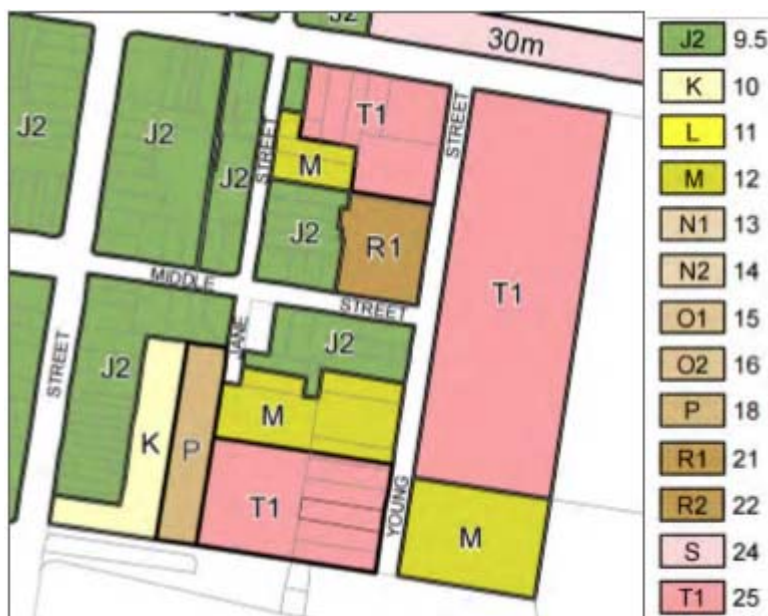 J2
30m
J2
J2
J2
STREET
M
T1
STREET
J2
R1
T1
MIDDLE
STREET
STREET
J2
JANE
J2
K
P
M
T1
YOUNG
M
J2 9.5
K 10
L 11
M 12
N1 13
N2 14
O1 15
O2 16
P 18
R1 21
R2 22
S 24
T1 25